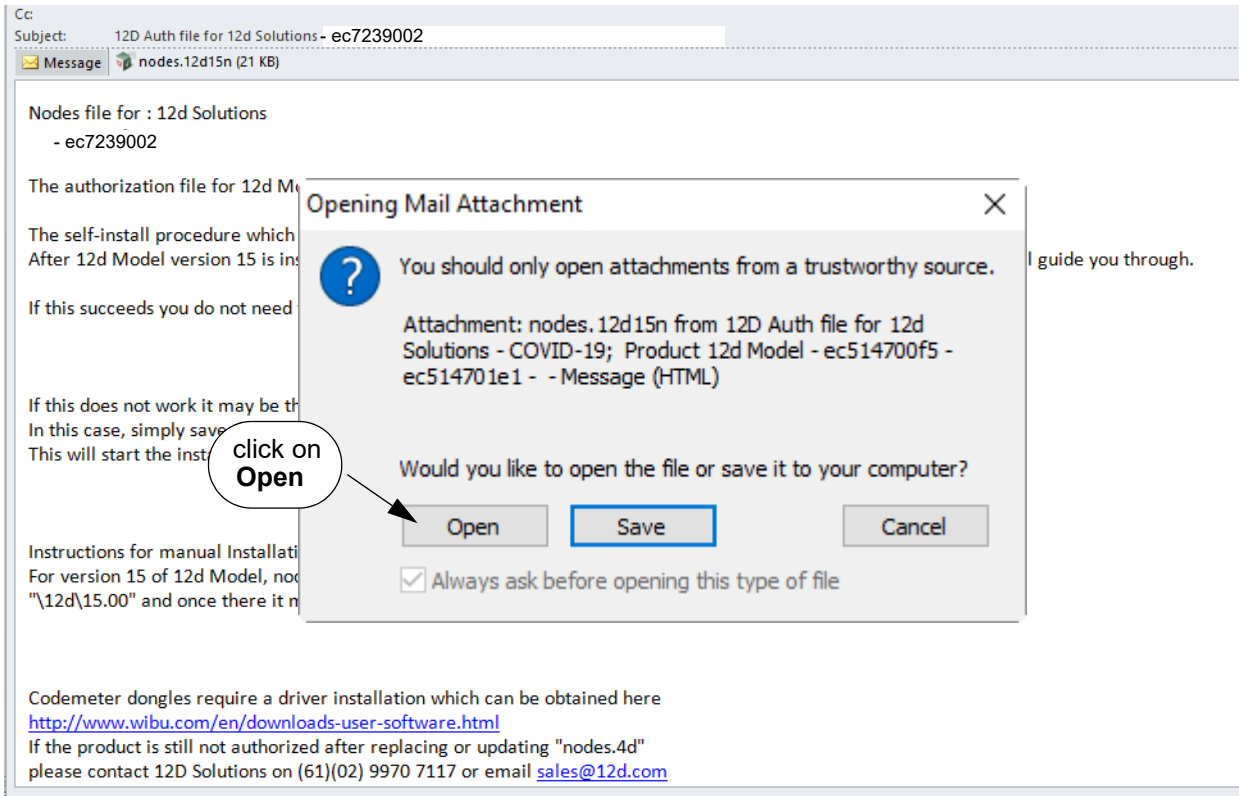 Cc:
Subject: 12D Auth file for 12d Solutions - ec7239002
Message nodes.12d15n (21 KB)
Nodes file for : 12d Solutions
- ec7239002
The authorization file for 12d
The self-install procedure which
After 12d Model version 15 is l guide you through.
If this succeeds you do not need
If this does not work it may be
In this case, simply save
This will start the
Instructions for manual
For version 15 of 12d Model,
"\12d\15.00" and once there it
Codemeter dongles require a driver installation which can be obtained here
http://www.wibu.com/en/downloads-user-software.html
If the product is still not authorized after replacing or updating "nodes.4d"
please contact 12D Solutions on (61)(02) 9970 7117 or email sales@12d.com
Opening Mail Attachment
You should only open attachments from a trustworthy source.
Attachment: nodes.12d15n from 12D Auth file for 12d
Solutions - COVID-19; Product 12d Model - ec514700f5 -
ec514701e1 - - Message (HTML)
Would you like to open the file or save it to your computer?
Open Save Cancel
Always ask before opening this type of file
click on
Open